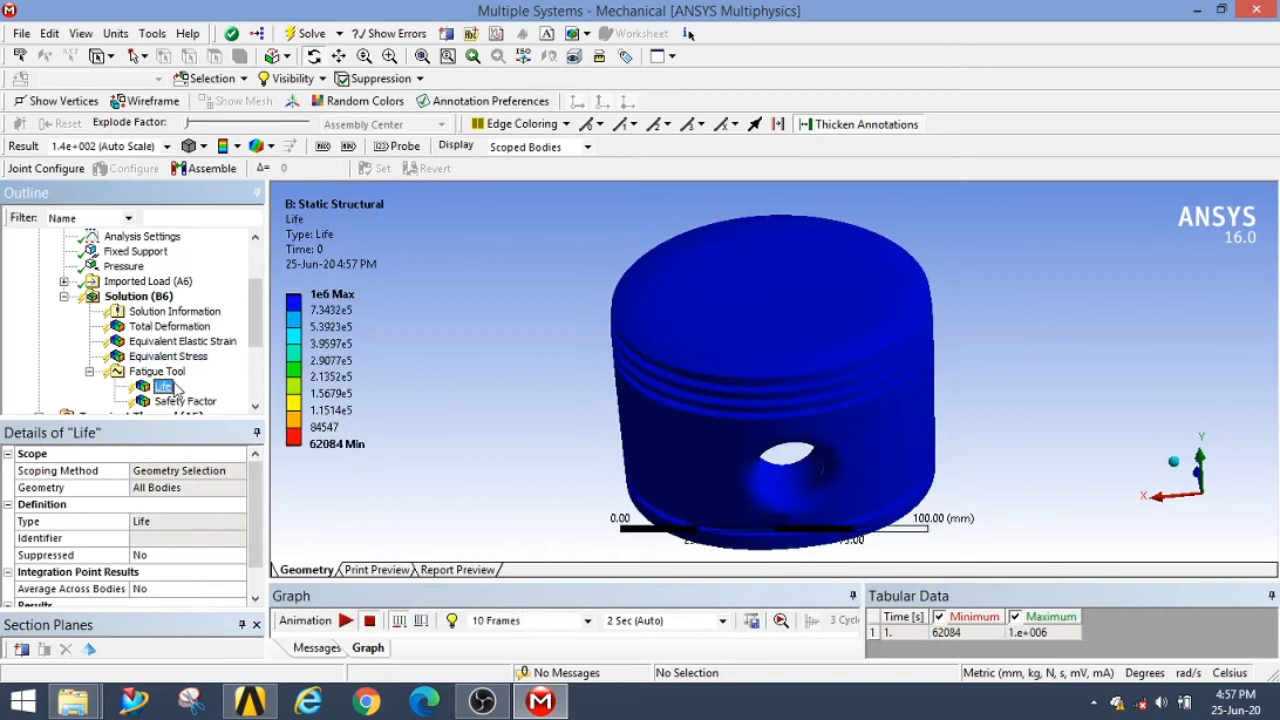 Multiple Systems - Mechanical [ANSYS Multiphysics]
File Edit View Units Tools Help Solve ?/ Show Errors Worksheet
Selection Visibility Suppression
Show Vertices Wireframe Show Mesh Random Colors Annotation Preferences
Reset Explode Factor: Assembly Center Edge Coloring Thicken Annotations
Result 1.4e+002 (Auto Scale) Probe Display Scoped Bodies
Joint Configure Configure Assemble Δ= 0 Set Revert
Outline
Filter: Name
Analysis Settings
Fixed Support
Pressure
Imported Load (A6)
Solution (B6)
Solution Information
Total Deformation
Equivalent Elastic Strain
Equivalent Stress
Fatigue Tool
Life
Safety Factor
Details of "Life"
Scope
Scoping Method Geometry Selection
Geometry All Bodies
Definition
Type Life
Identifier
Suppressed No
Integration Point Results
Average Across Bodies No
Results
Section Planes
B: Static Structural
Life
Type: Life
Time: 0
25-Jun-20 4:57 PM
1e6 Max
7.3432e5
5.3923e5
3.9597e5
2.9077e5
2.1352e5
1.5679e5
1.1514e5
84547
62084 Min
ANSYS
16.0
Y
X
0.00 100.00 (mm)
Geometry Print Preview Report Preview
Graph
Animation 10 Frames 2 Sec (Auto) 3 Cycl
Messages Graph
Tabular Data
Time [s] Minimum Maximum
1 1. 62084 1.e+006
No Messages No Selection Metric (mm, kg, N, s, mV, mA) Degrees rad/s Celsius
4:57 PM
25-Jun-20